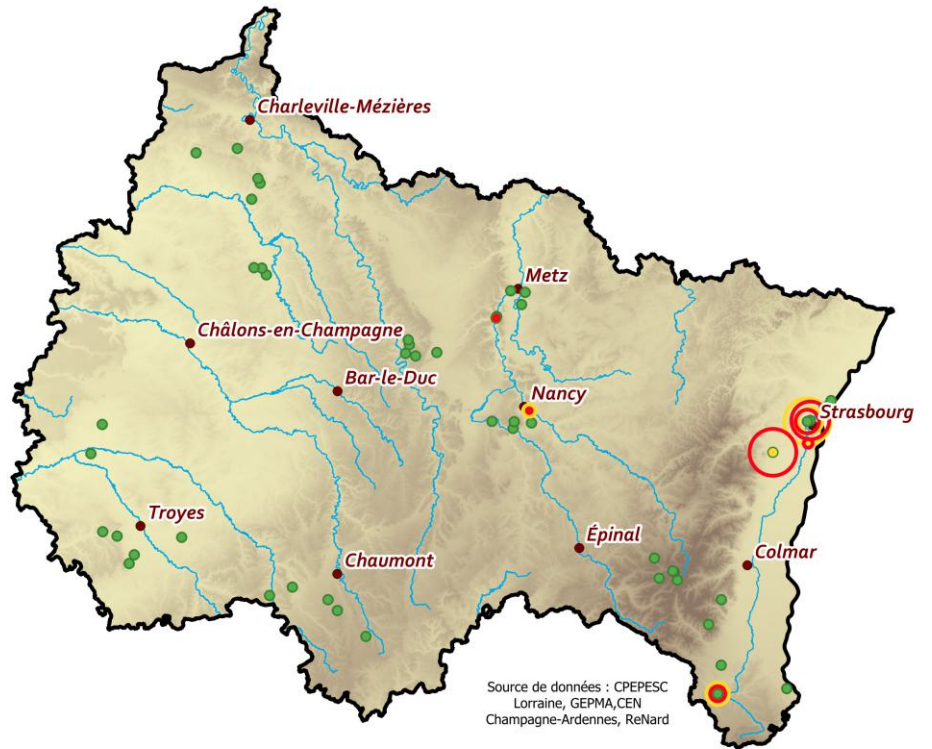 Charleville-Mézières
Metz
Châlons-en-Champagne
Bar-le-Duc
Nancy
Strasbourg
Troyes
Épinal
Chaumont
Colmar
Source de données : CPEPESC
Lorraine, GEPMA,CEN
Champagne-Ardennes, ReNard